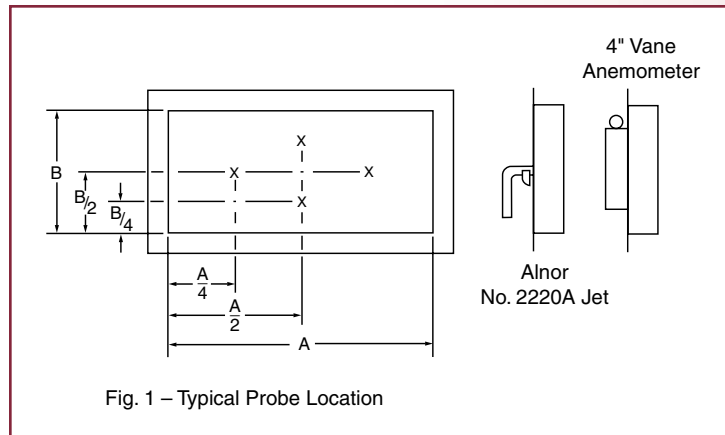 4" Vane
Anemometer
X
X
X
X
B
B/2
B/4
A
4
A
2
A
Alnor
No. 2220A Jet
Fig. 1 – Typical Probe Location